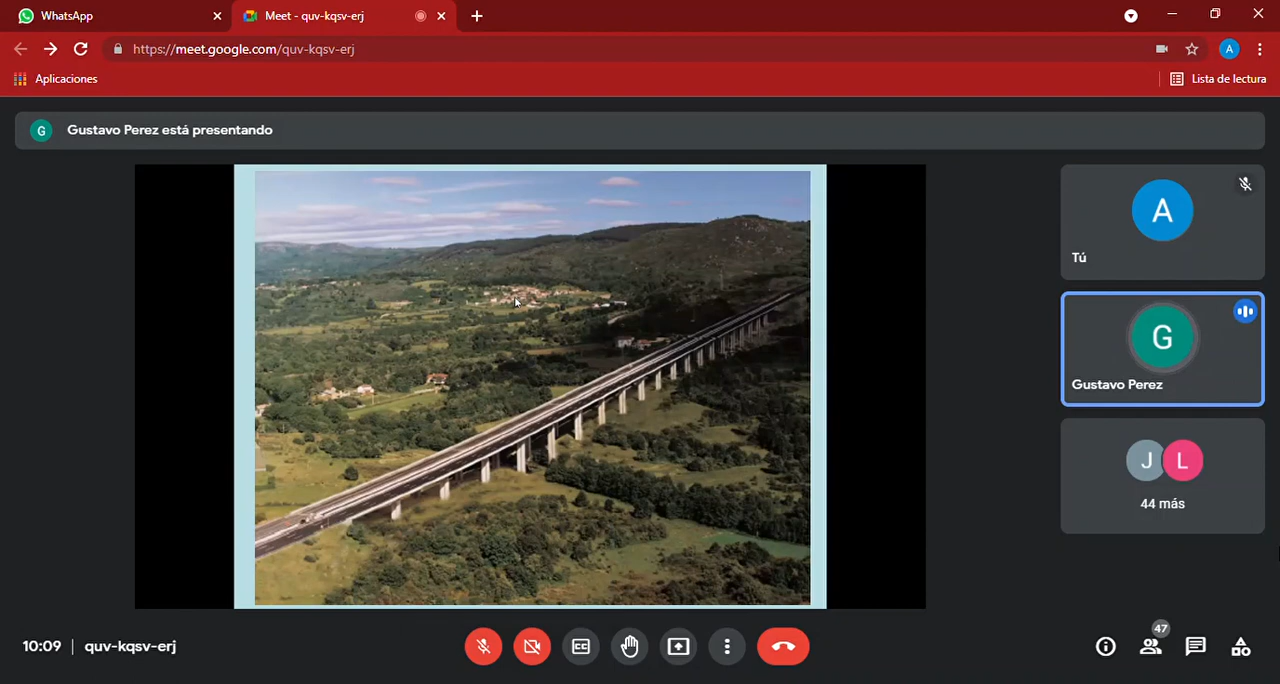 WhatsApp
Meet - quv-kqsv-erj
https://meet.google.com/quv-kqsv-erj
A
Aplicaciones
Lista de lectura
G
Gustavo Perez está presentando
A
Tú
G
Gustavo Perez
J L
44 más
10:09 | quv-kqsv-erj
CC
47